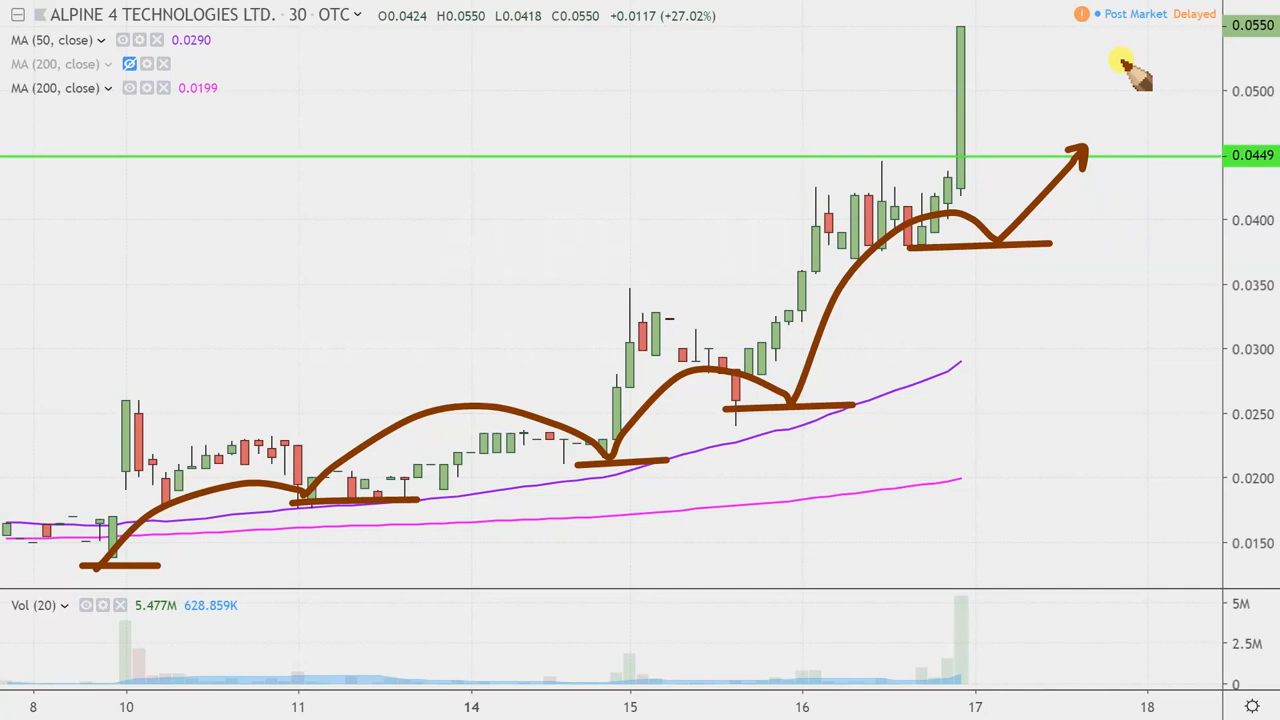 ALPINE 4 TECHNOLOGIES LTD. · 30 · OTC O0.0424 H0.0550 L0.0418 C0.0550 +0.0117 (+27.02%)
! Post Market Delayed
MA (50, close) 0.0290
MA (200, close)
MA (200, close) 0.0199
0.0550
0.0500
0.0449
0.0400
0.0350
0.0300
0.0250
0.0200
0.0150
Vol (20) 5.477M 628.859K
5M
2.5M
0
8 10 11 14 15 16 17 18